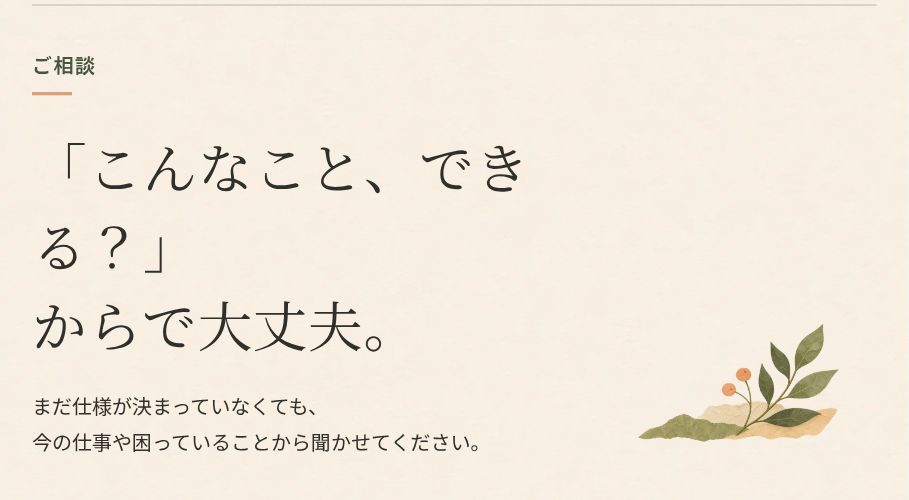 ご相談
「こんなこと、でき
る？」
からで大丈夫。
まだ仕様が決まっていなくても、
今の仕事や困っていることから聞かせてください。